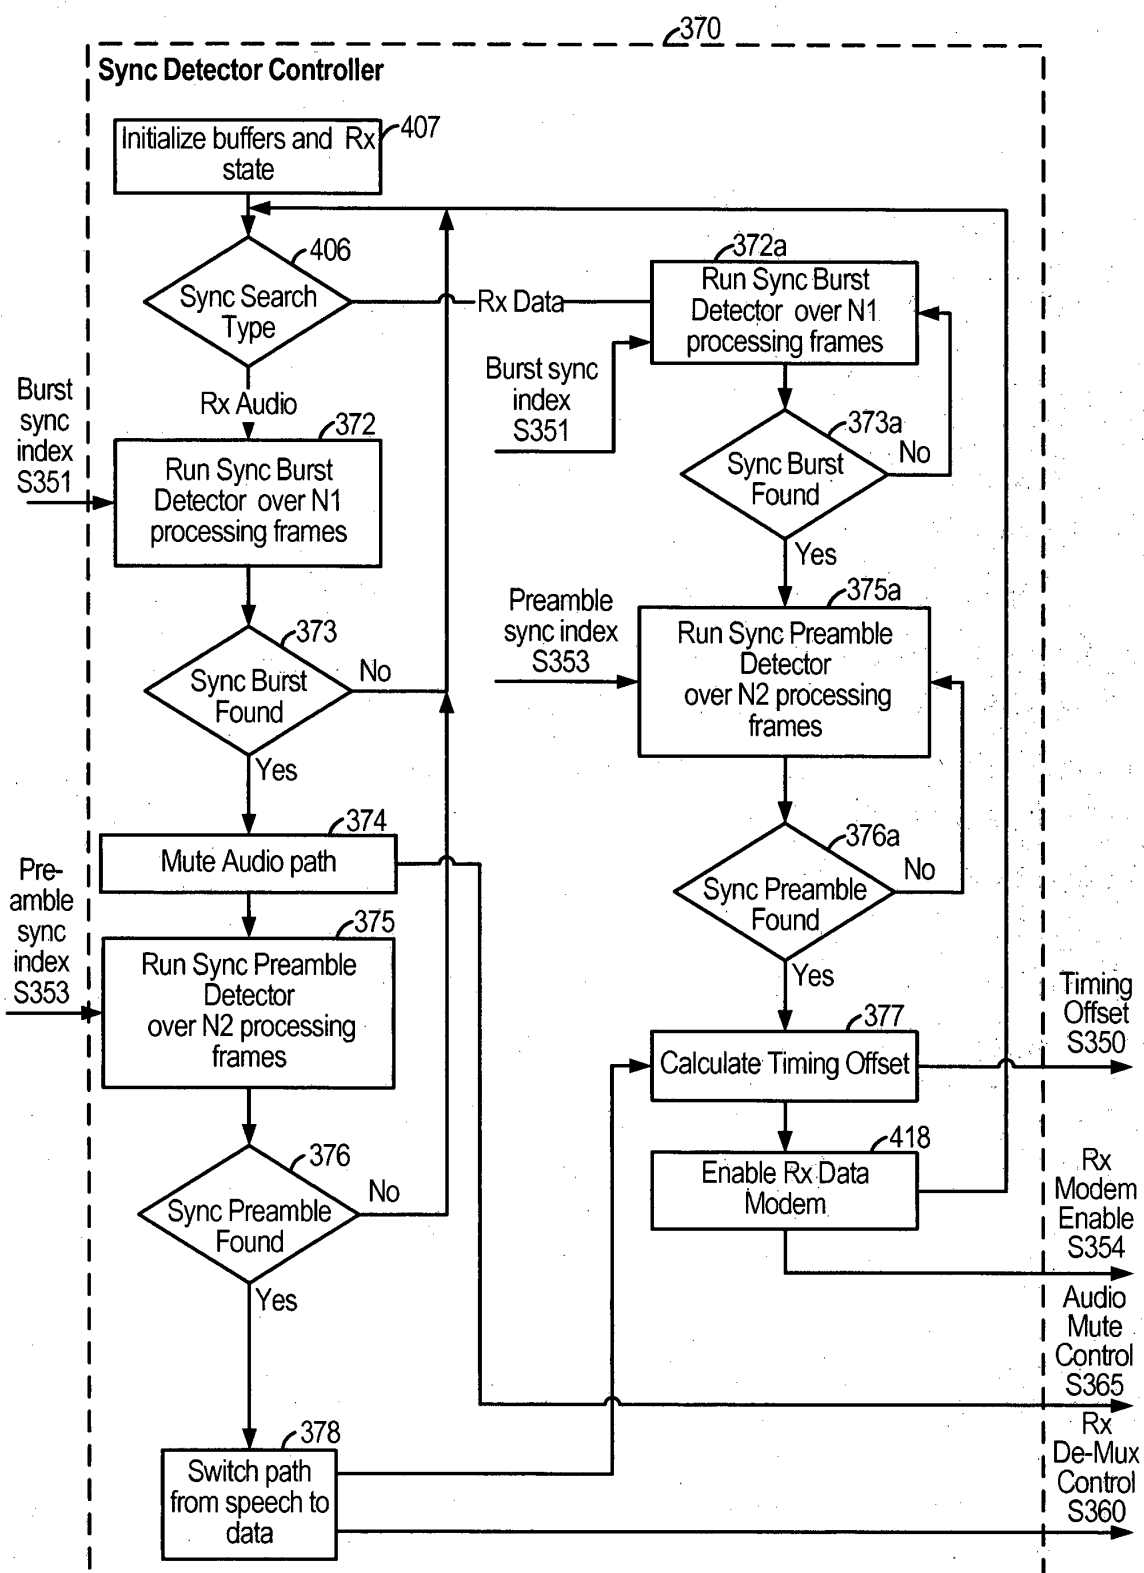 370
Sync Detector Controller
Initialize buffers and Rx
state
407
406
Sync Search
Type
Rx Data
Rx Audio
Burst
sync
index
S351
372
Run Sync Burst
Detector over N1
processing frames
373
Sync Burst
Found
No
Yes
374
Mute Audio path
Pre-
amble
sync
index
S353
375
Run Sync Preamble
Detector
over N2 processing
frames
376
Sync Preamble
Found
No
Yes
378
Switch path
from speech to
data
372a
Run Sync Burst
Detector over N1
processing frames
Burst sync
index
S351
373a
Sync Burst
Found
No
Yes
Preamble
sync index
S353
375a
Run Sync Preamble
Detector
over N2 processing
frames
376a
Sync Preamble
Found
No
Yes
377
Calculate Timing Offset
418
Enable Rx Data
Modem
Timing
Offset
S350
Rx
Modem
Enable
S354
Audio
Mute
Control
S365
Rx
De-Mux
Control
S360